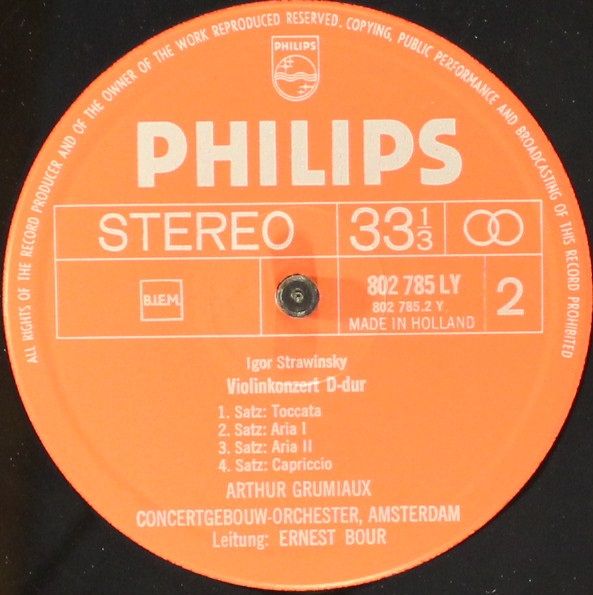 ALL RIGHTS OF THE RECORD PRODUCER AND OF THE OWNER OF THE WORK REPRODUCED RESERVED. COPYING, PUBLIC PERFORMANCE AND BROADCASTING OF THIS RECORD PROHIBITED
PHILIPS
PHILIPS
STEREO 33 1/3
B.I.E.M. 802 785 LY 2
802 785.2 Y
MADE IN HOLLAND
Igor Strawinsky
Violinkonzert D-dur
1. Satz: Toccata
2. Satz: Aria I
3. Satz: Aria II
4. Satz: Capriccio
ARTHUR GRUMIAUX
CONCERTGEBOUW-ORCHESTER, AMSTERDAM
Leitung: ERNEST BOUR